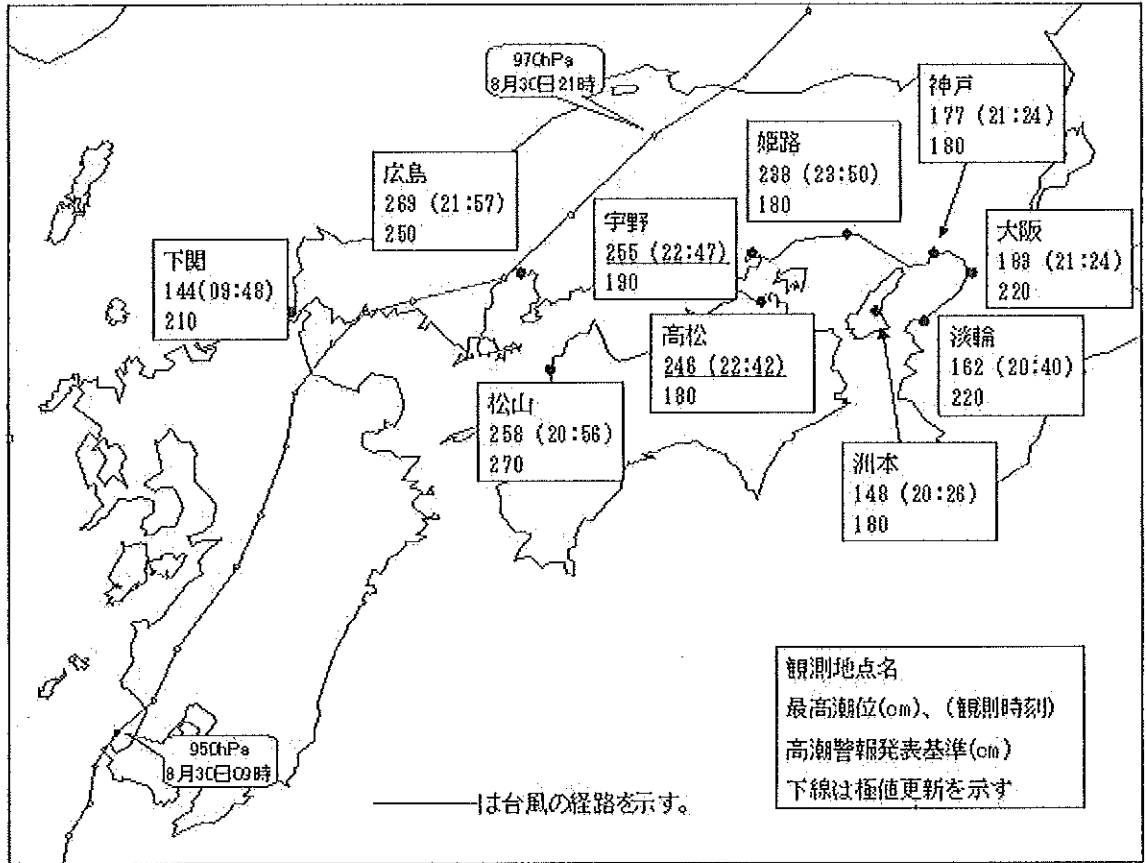 970hPa
8月30日21時
神戸
177 (21:24)
180
姫路
238 (23:50)
180
広島
269 (21:57)
250
宇野
255 (22:47)
190
大阪
183 (21:24)
220
下関
144(09:48)
210
高松
246 (22:42)
180
淡輪
162 (20:40)
220
松山
258 (20:56)
270
洲本
148 (20:26)
180
観測地点名
最高潮位(cm)、(観測時刻)
高潮警報発表基準(cm)
下線は極値更新を示す
950hPa
8月30日09時
は台風の経路を示す。